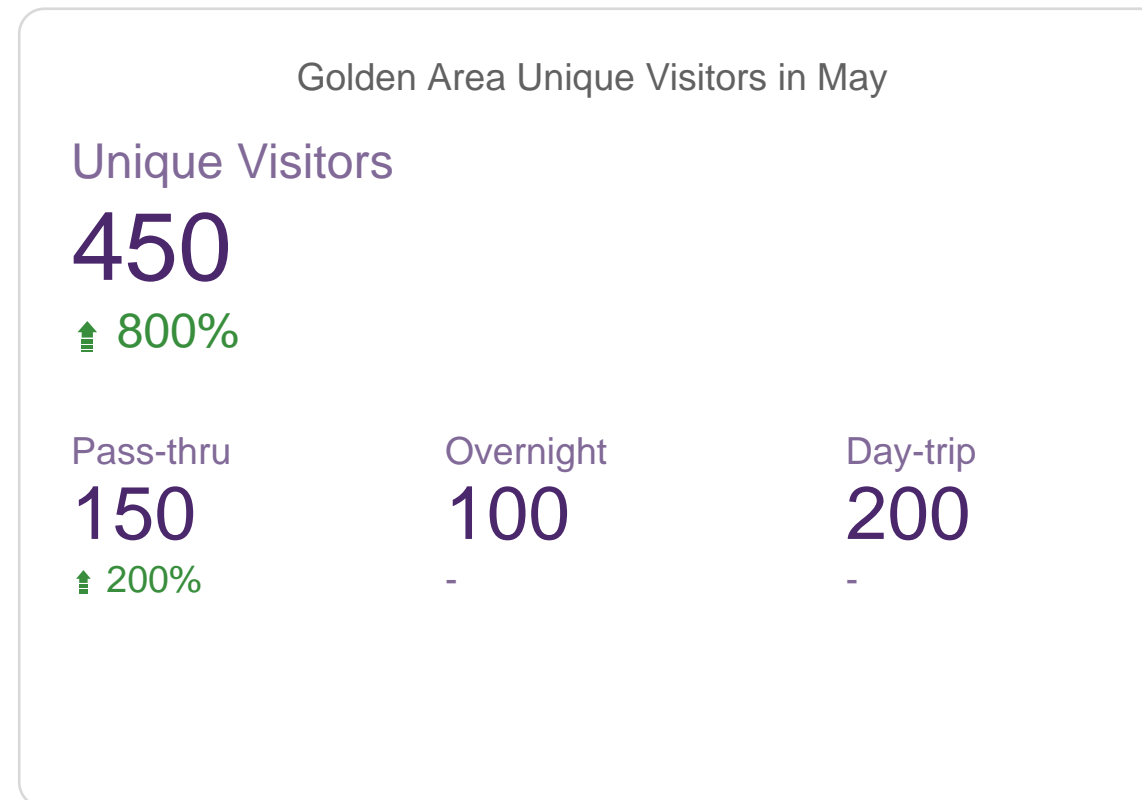 Golden Area Unique Visitors in May
Unique Visitors
450
800%
Pass-thru Overnight Day-trip
150 100 200
200% - -